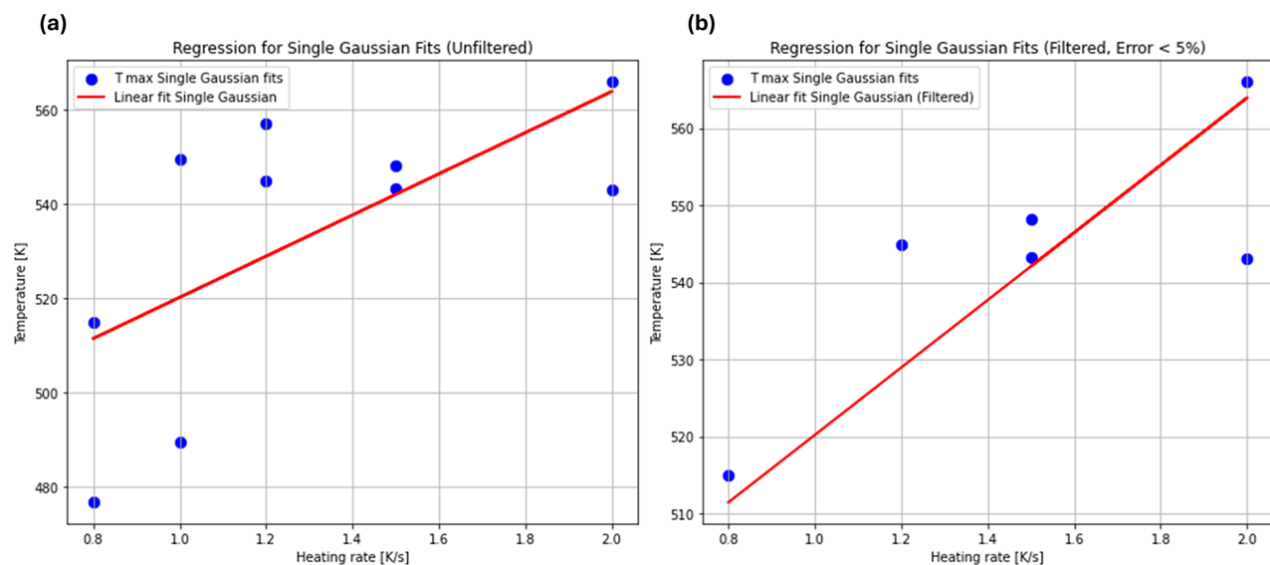 (a)
Regression for Single Gaussian Fits (Unfiltered)
T max Single Gaussian fits
Linear fit Single Gaussian
Temperature [K]
560
540
520
500
480
0.8 1.0 1.2 1.4 1.6 1.8 2.0
Heating rate [K/s]
(b)
Regression for Single Gaussian Fits (Filtered, Error < 5%)
T max Single Gaussian fits
Linear fit Single Gaussian (Filtered)
Temperature [K]
560
550
540
530
520
510
0.8 1.0 1.2 1.4 1.6 1.8 2.0
Heating rate [K/s]